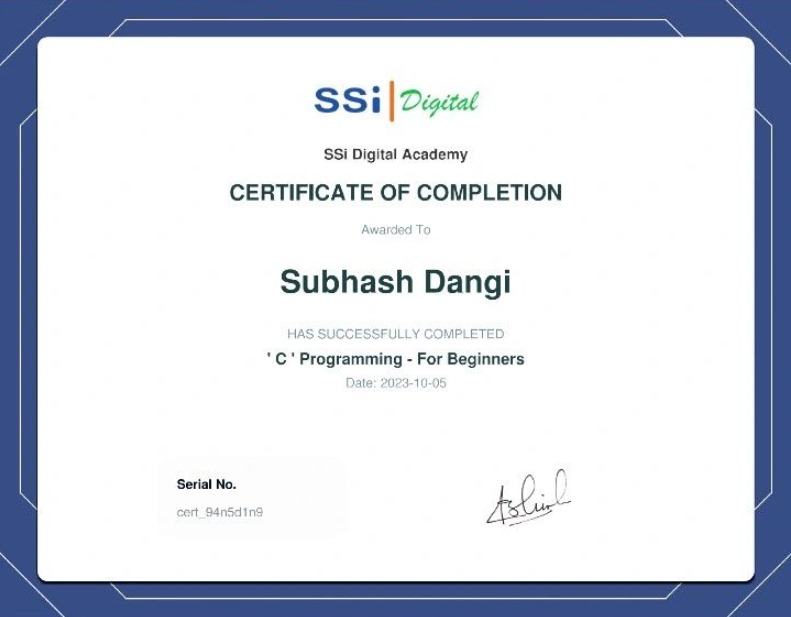 SSi Digital
SSi Digital Academy
CERTIFICATE OF COMPLETION
Awarded To
Subhash Dangi
HAS SUCCESSFULLY COMPLETED
' C ' Programming - For Beginners
Date: 2023-10-05
Serial No.
cert_94n5d1n9